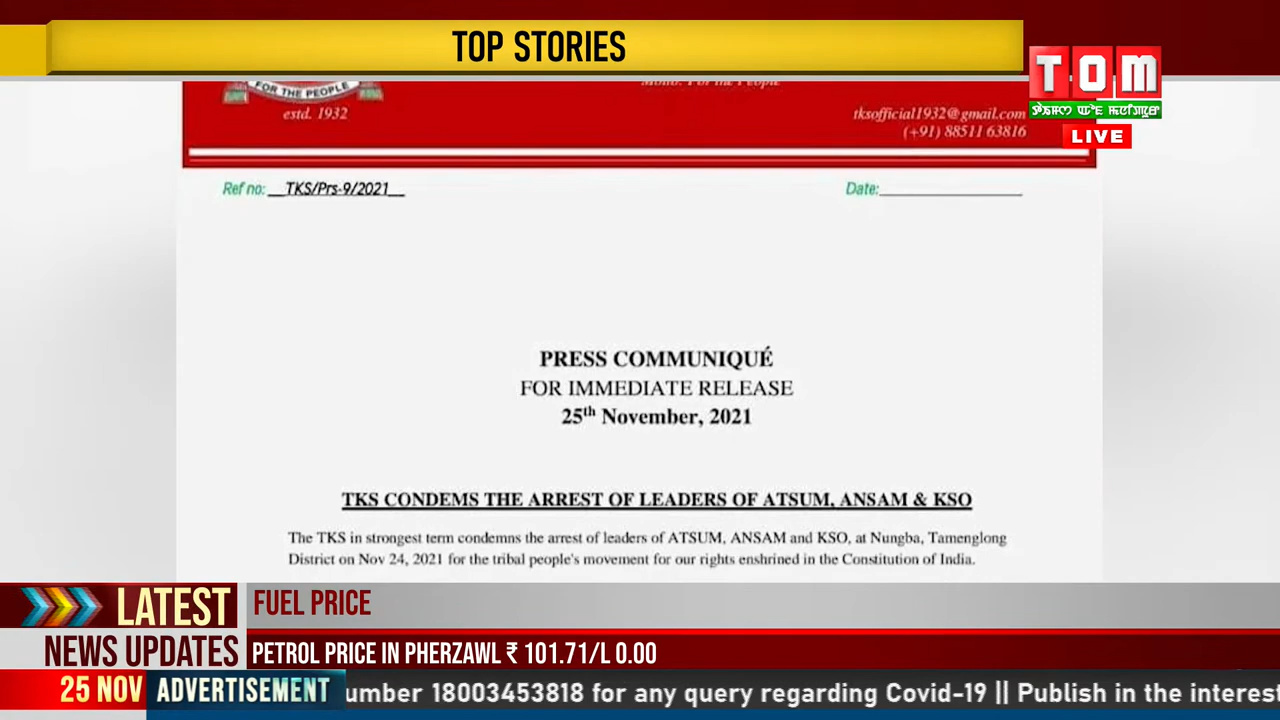 TOP STORIES
TOM
LIVE
FOR THE PEOPLE
estd. 1932
tksofficial1932@gmail.com
(+91) 88511 63816
Ref no: __TKS/Prs-9/2021__
Date:
PRESS COMMUNIQUÉ
FOR IMMEDIATE RELEASE
25th November, 2021
TKS CONDEMS THE ARREST OF LEADERS OF ATSUM, ANSAM & KSO
The TKS in strongest term condemns the arrest of leaders of ATSUM, ANSAM and KSO, at Nungba, Tamenglong
District on Nov 24, 2021 for the tribal people's movement for our rights enshrined in the Constitution of India.
LATEST
NEWS UPDATES
FUEL PRICE
PETROL PRICE IN PHERZAWL ₹ 101.71/L 0.00
25 NOV
ADVERTISEMENT
umber 18003453818 for any query regarding Covid-19 || Publish in the interest